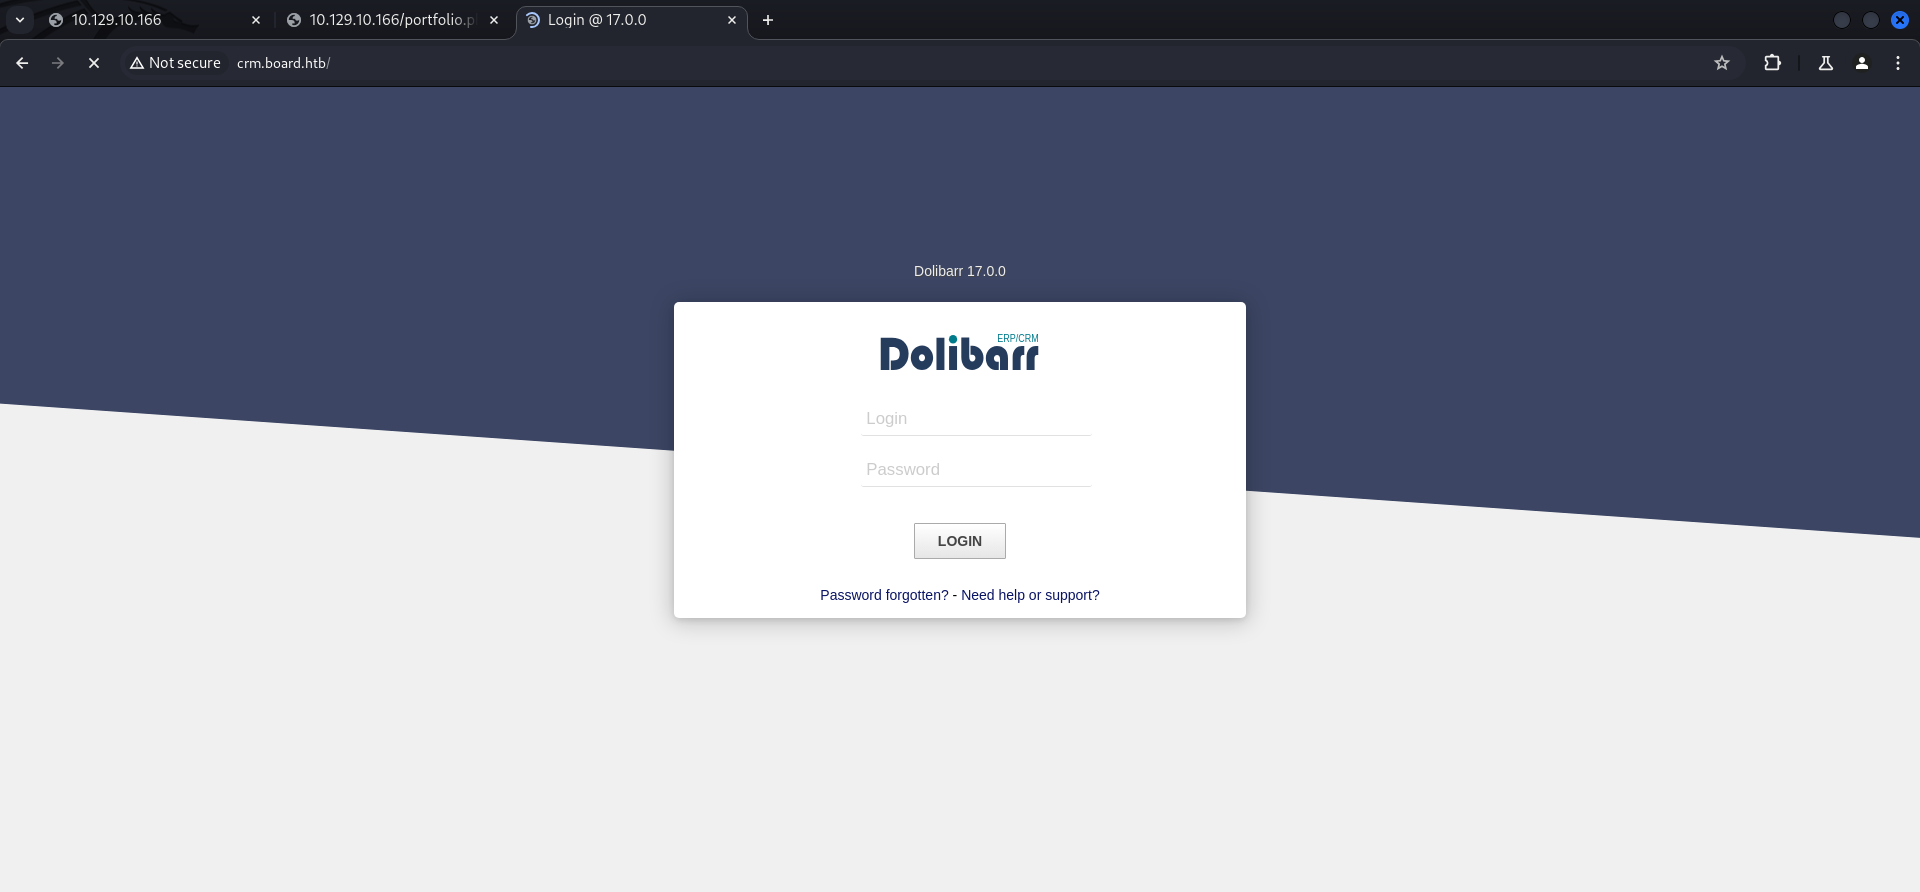 10.129.10.166
10.129.10.166/portfolio.p
Login @ 17.0.0
Not secure
crm.board.htb/
Dolibarr 17.0.0
ERP/CRM
Dolibarr
Login
Password
LOGIN
Password forgotten? - Need help or support?